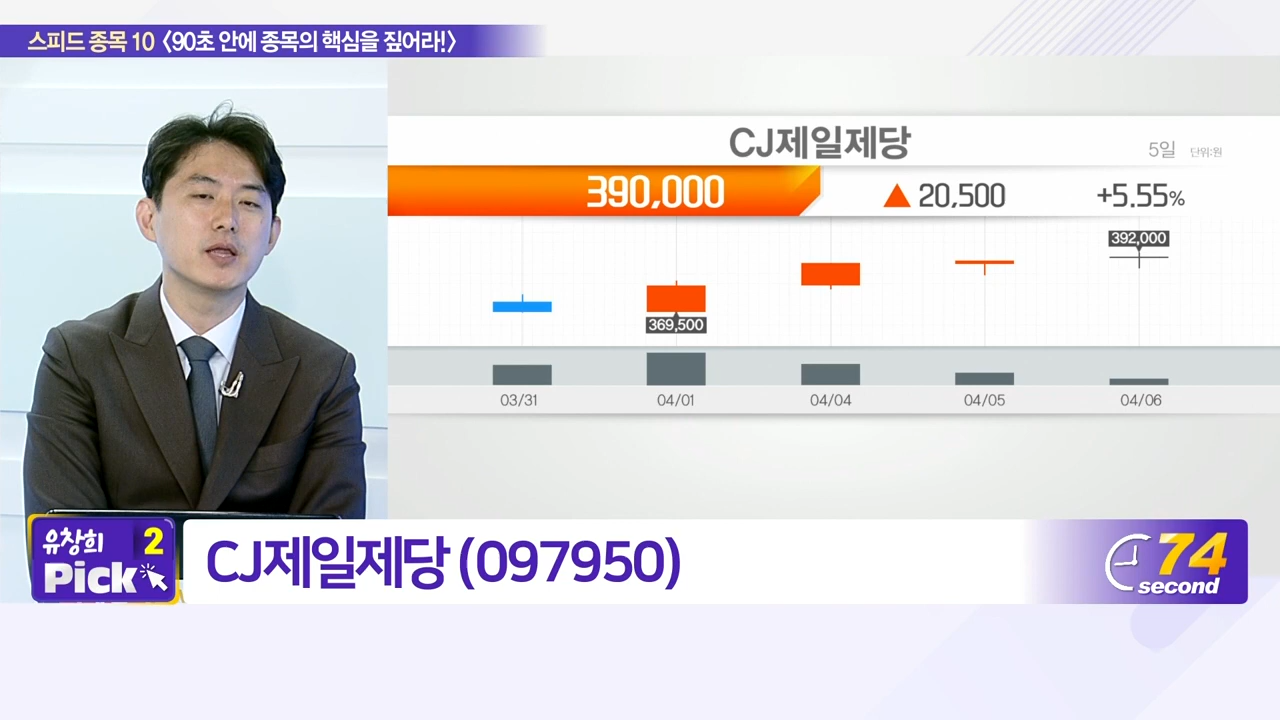 스피드 종목 10 〈90초 안에 종목의 핵심을 짚어라!〉
CJ제일제당
5일 단위:원
390,000 ▲ 20,500 +5.55%
392,000
369,500
03/31 04/01 04/04 04/05 04/06
유창희 2
Pick
CJ제일제당 (097950)
74
second